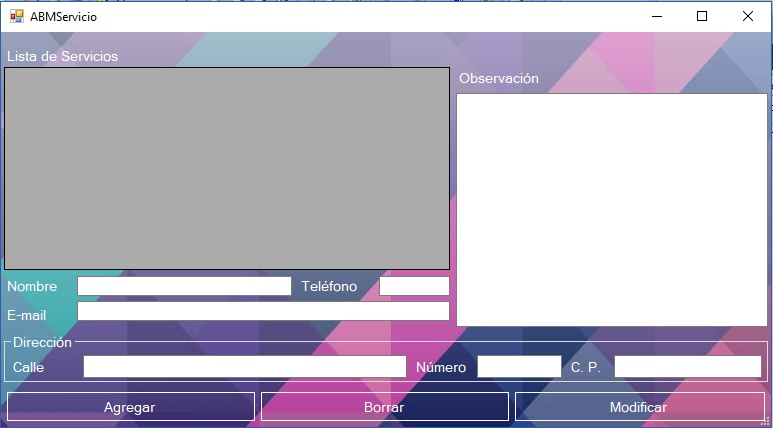 ABMServicio
Lista de Servicios
Observación
Nombre
Teléfono
E-mail
Dirección
Calle
Número
C. P.
Agregar
Borrar
Modificar